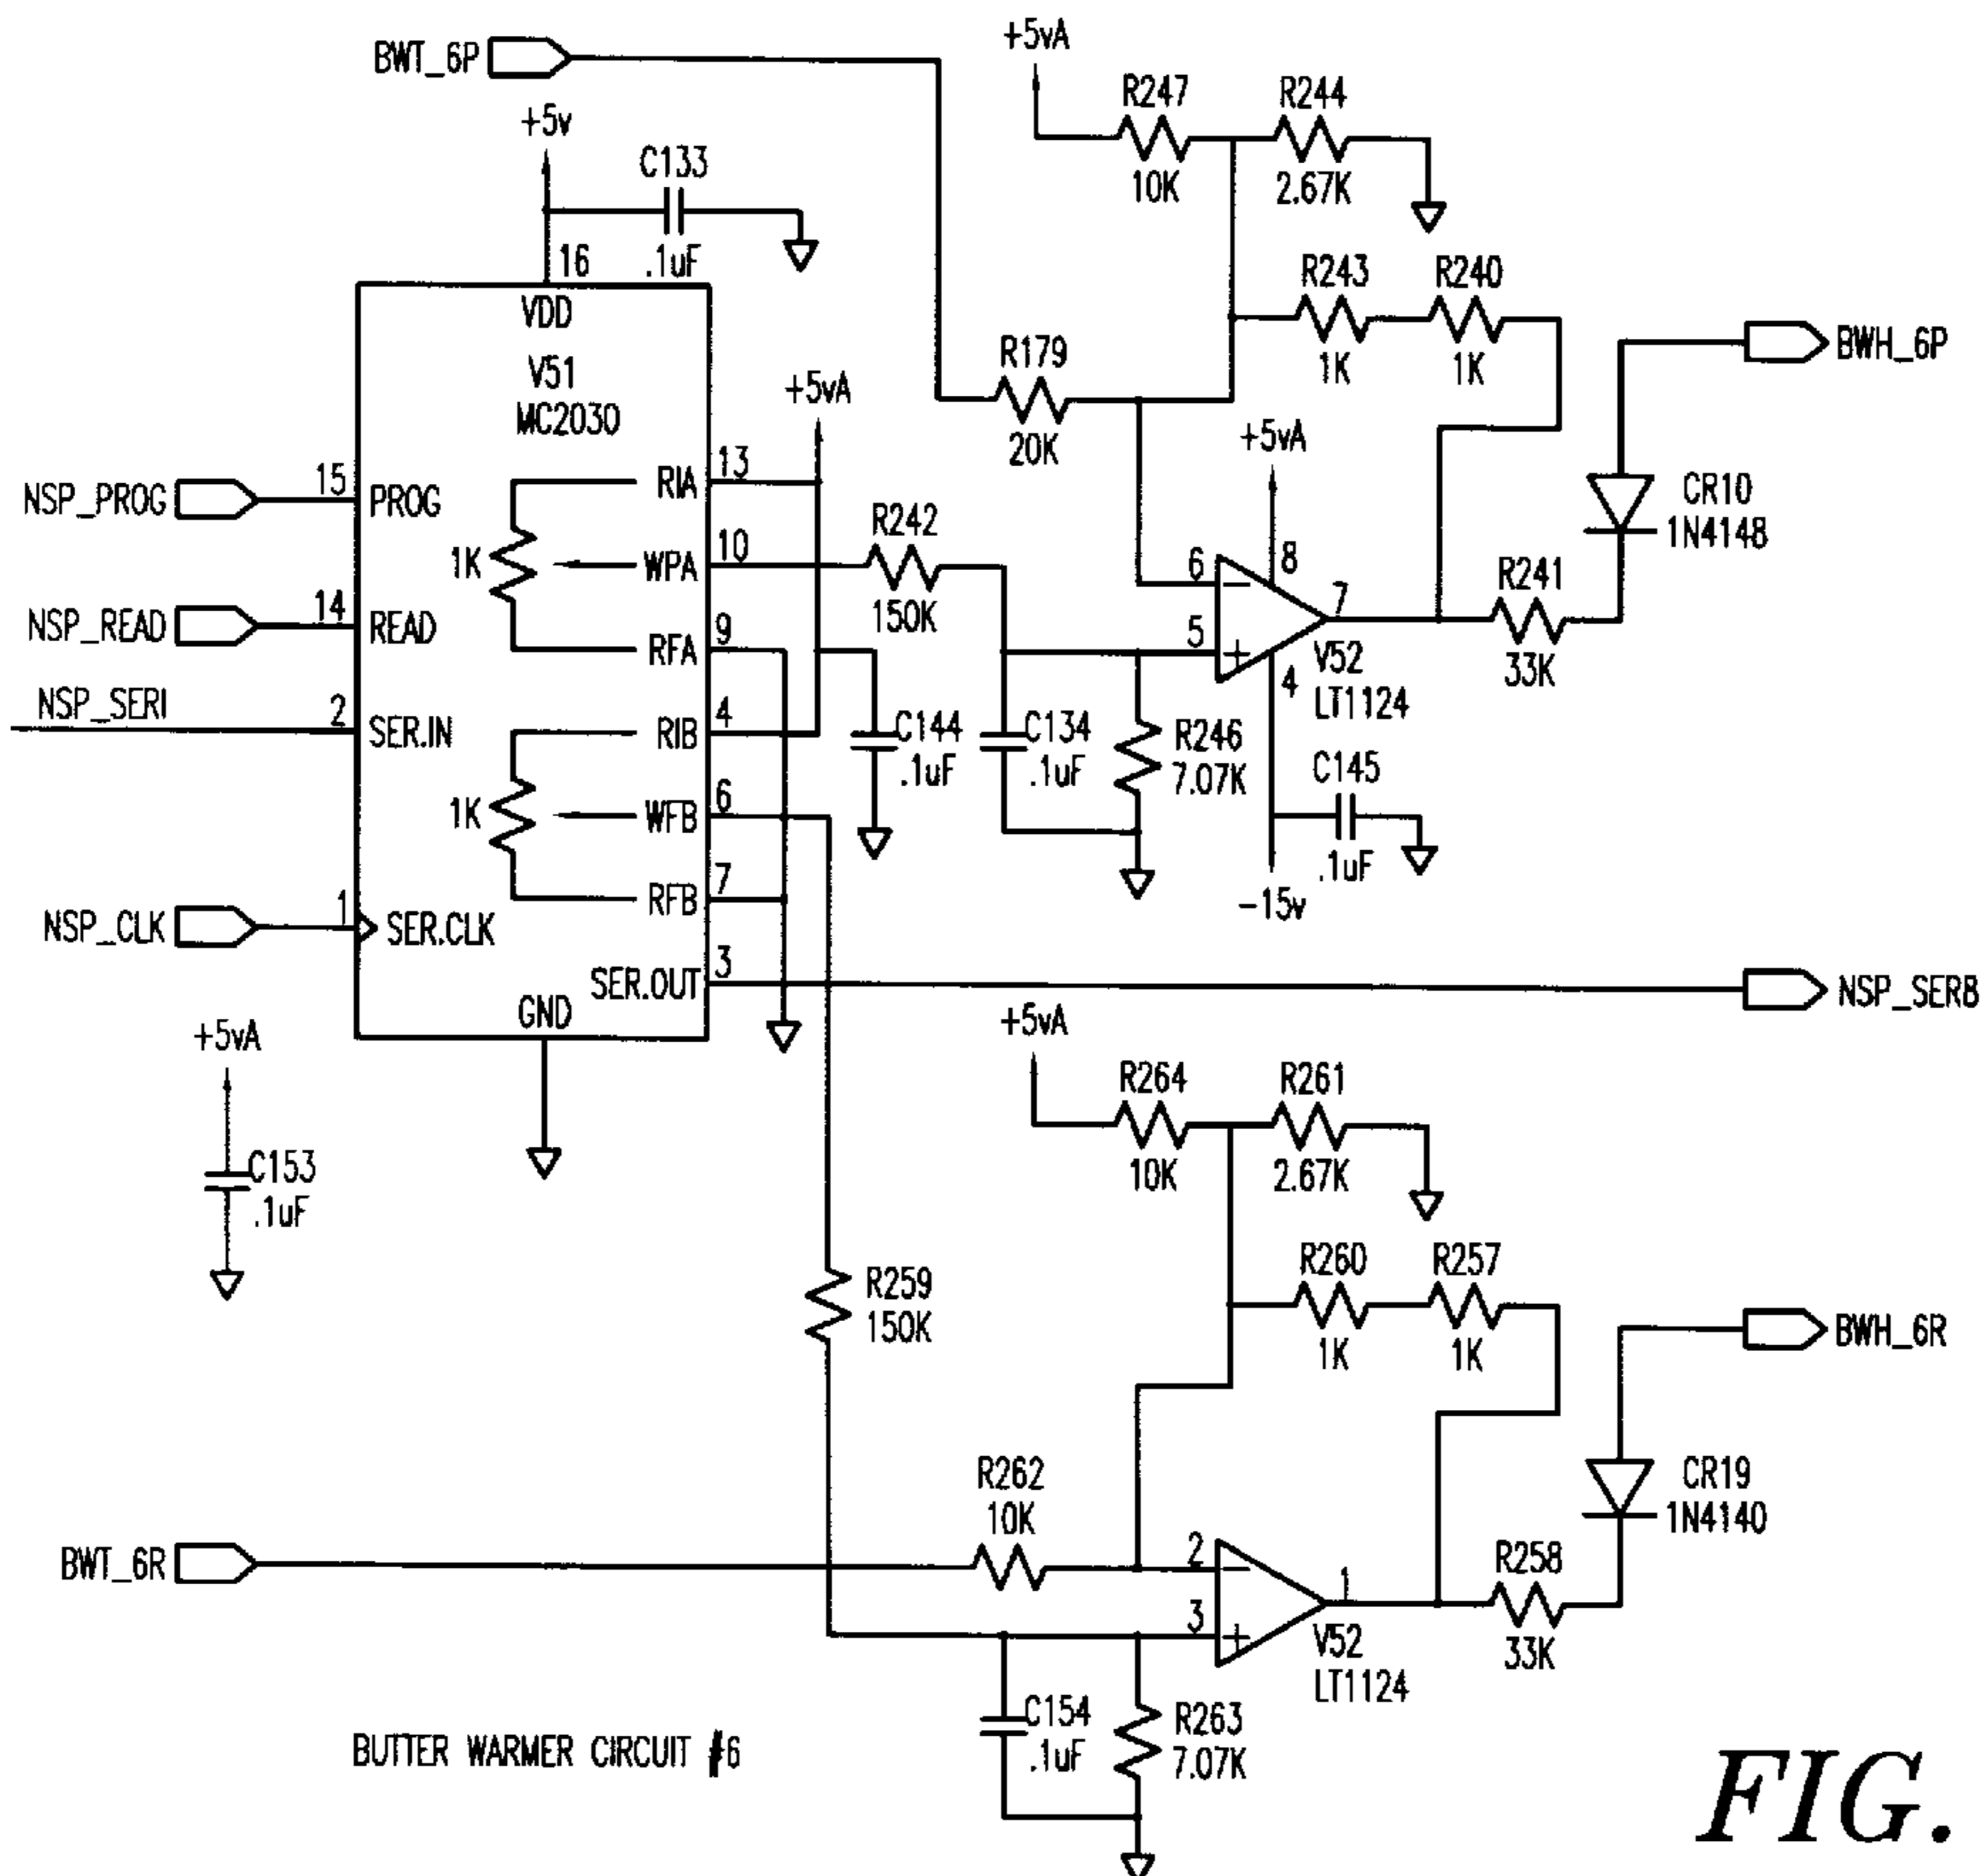 BWT_6P
+5vA
R247
R244
10K
2.67K
+5v
C133
.1uF
16
VDD
V51
MC2030
R243
R240
1K
1K
BWH_6P
R179
20K
+5vA
+5vA
NSP_PROG
15
PROG
RIA
13
1K
WPA
10
R242
150K
CR10
1N4148
6
8
7
R241
33K
NSP_READ
14
READ
RFA
9
5
4
V52
LT1124
NSP_SERI
2
SER.IN
RIB
4
C144
.1uF
C134
.1uF
R246
7.07K
C145
.1uF
1K
WFB
6
RFB
7
-15v
NSP_CLK
1
SER.CLK
SER.OUT
3
NSP_SERB
GND
+5vA
C153
.1uF
+5vA
R264
R261
10K
2.67K
R259
150K
R260
R257
1K
1K
BWH_6R
R262
10K
CR19
1N4140
BWT_6R
2
1
3
R258
33K
V52
LT1124
C154
.1uF
R263
7.07K
BUTTER WARMER CIRCUIT #6
FIG.